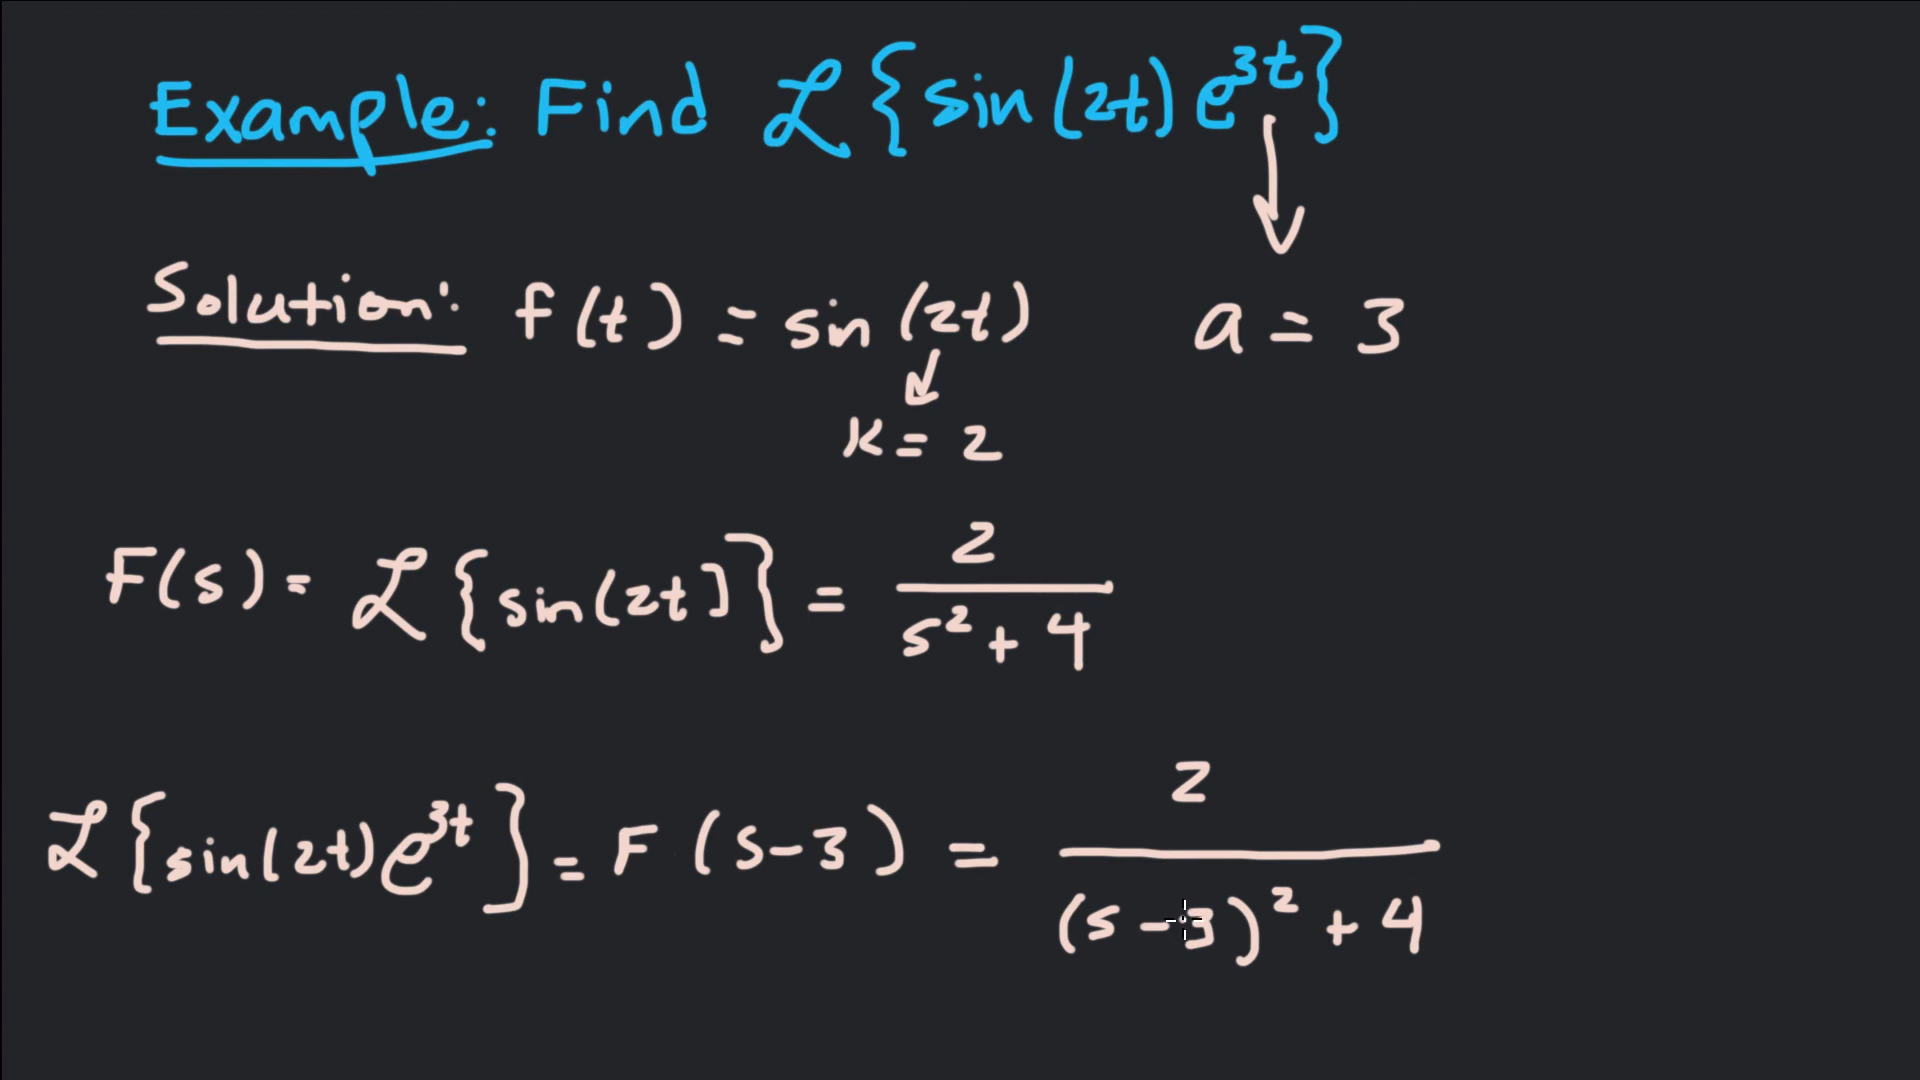 Example: Find ℒ{sin(2t)e^{3t}}
Solution: f(t) = sin(2t) a = 3
k = 2
F(s) = ℒ{sin(2t]} = 2/(s² + 4)
ℒ{sin(2t)e^{3t}} = F(s-3) = 2/((s-3)² + 4)